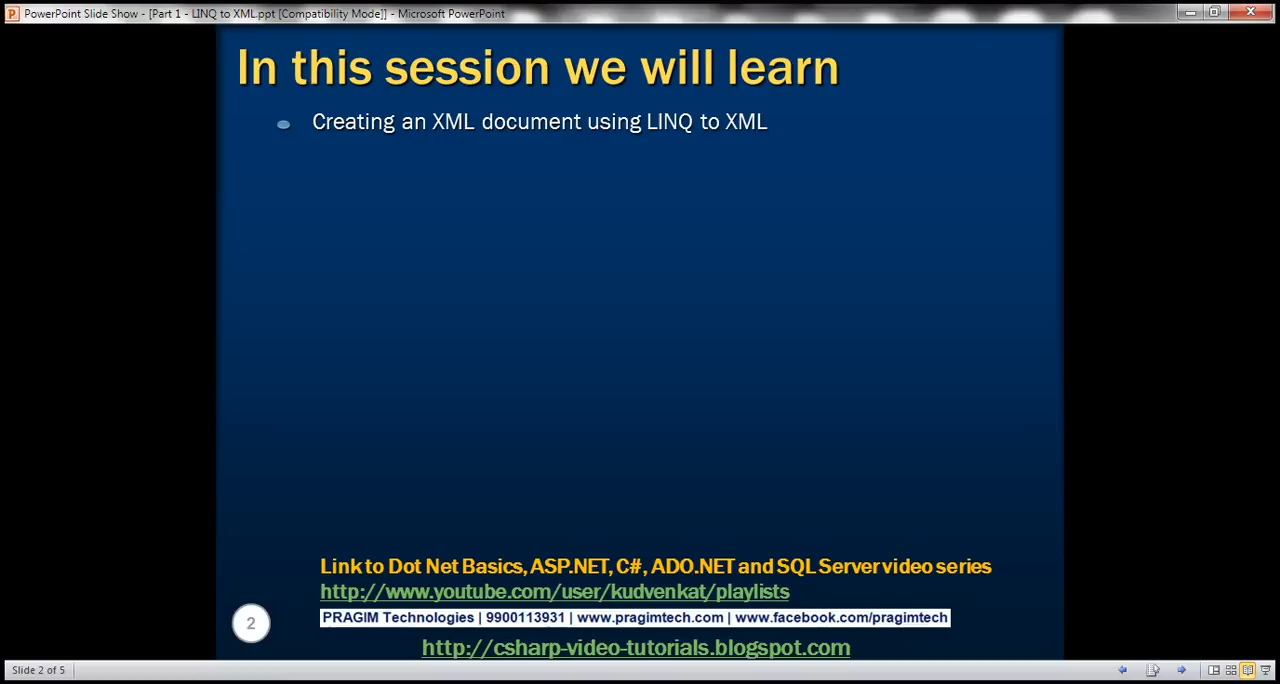 PowerPoint Slide Show - [Part 1 - LINQ to XML.ppt [Compatibility Mode]] - Microsoft PowerPoint
In this session we will learn
Creating an XML document using LINQ to XML
Link to Dot Net Basics, ASP.NET, C#, ADO.NET and SQL Server video series
http://www.youtube.com/user/kudvenkat/playlists
PRAGIM Technologies | 9900113931 | www.pragimtech.com | www.facebook.com/pragimtech
2
http://csharp-video-tutorials.blogspot.com
Slide 2 of 5